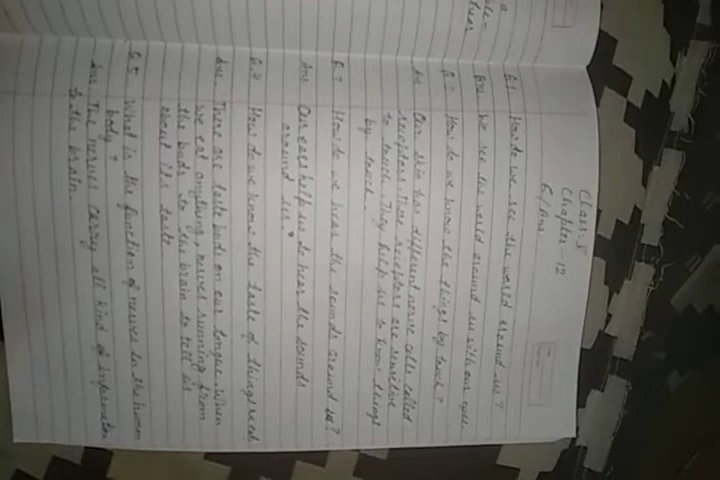 Class: V
Chapter - 12
Q/Ans.
Q.1 How do we see the world around us?
Ans. We see the world around us with our eyes.
Q.2 How do we know the things by touch?
Ans Our skin has different nerve cells called
receptors. These receptors are sensitive
to touch. They help us to know things
by touch.
Q.3 How do we hear the sounds around us?
Ans Our ears help us to hear the sounds
around us.
Q.4 How do we know the taste of things we eat
Ans. There are taste buds on our tongue. When
we eat anything, nerves running from
the buds to the brain to tell us
about its taste.
Q.5 What is the function of nerves in the human
body?
Ans. The nerves carry all kind of information
to the brain.